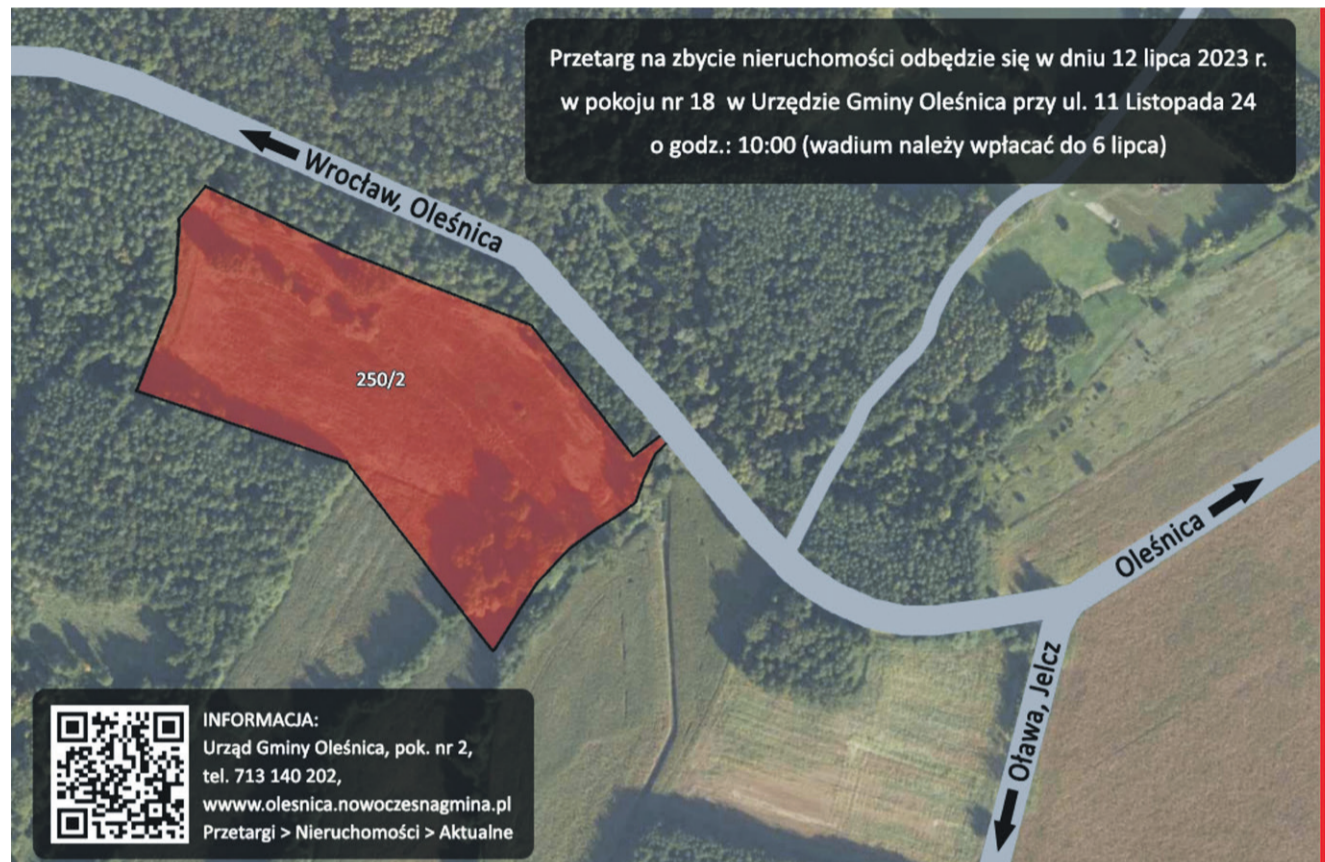 Przetarg na zbycie nieruchomości odbędzie się w dniu 12 lipca 2023 r.
w pokoju nr 18 w Urzędzie Gminy Oleśnica przy ul. 11 Listopada 24
o godz.: 10:00 (wadium należy wpłacać do 6 lipca)
Wrocław, Oleśnica
250/2
Oleśnica
Oława, Jelcz
INFORMACJA:
Urząd Gminy Oleśnica, pok. nr 2,
tel. 713 140 202,
wwww.olesnica.nowoczesnagmina.pl
Przetargi > Nieruchomości > Aktualne